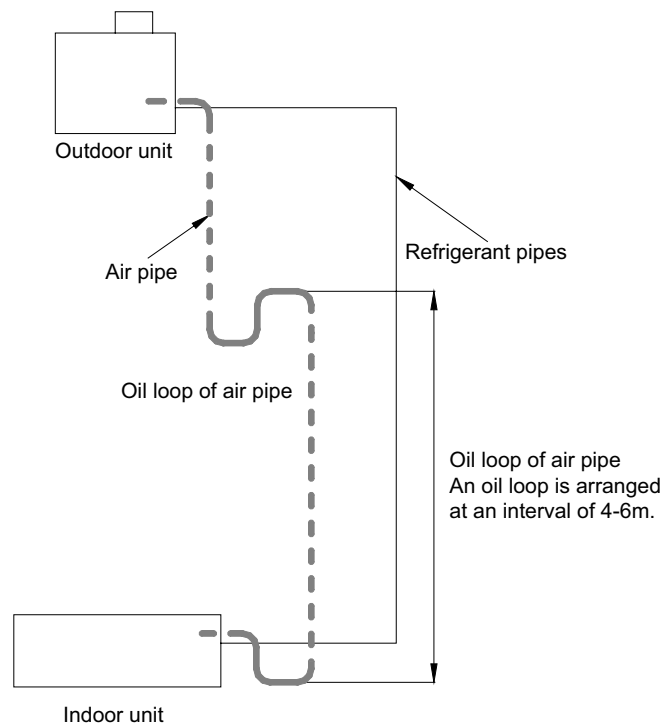 Outdoor unit
Air pipe
Refrigerant pipes
Oil loop of air pipe
Oil loop of air pipe
An oil loop is arranged
at an interval of 4-6m.
Indoor unit